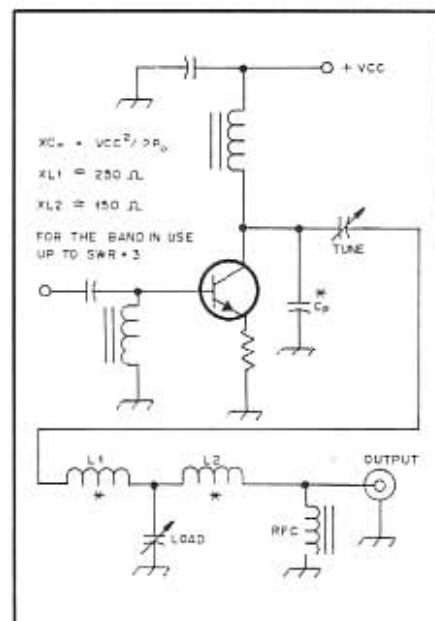 + VCC
XCₚ = VCC²/2P₀
XL1 ≅ 250 Ω
XL2 ≅ 150 Ω
FOR THE BAND IN USE
UP TO SWR = 3
TUNE
*
Cₚ
L1
*
L2
*
LOAD
RFC
OUTPUT